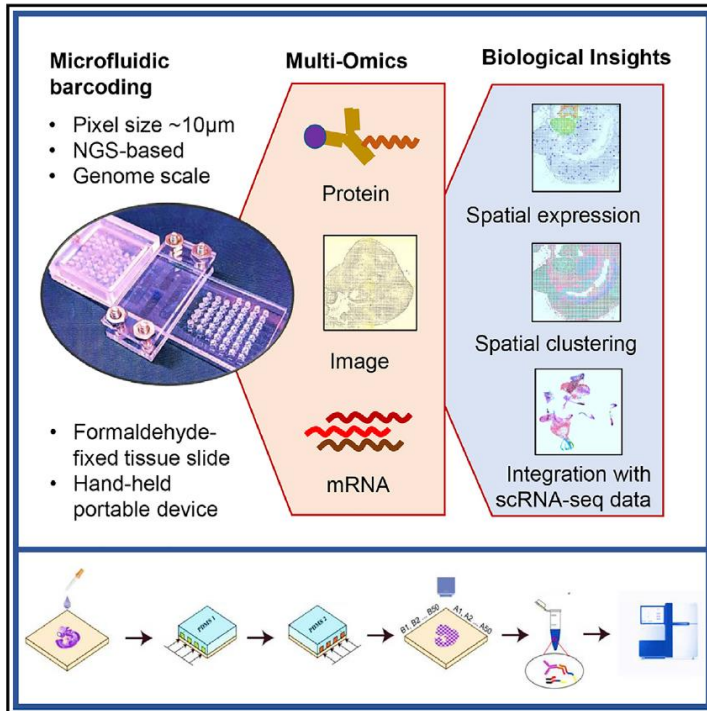 Microfluidic
barcoding
• Pixel size ~10µm
• NGS-based
• Genome scale
• Formaldehyde-
fixed tissue slide
• Hand-held
portable device
Multi-Omics
Protein
Image
mRNA
Biological Insights
Spatial expression
Spatial clustering
Integration with
scRNA-seq data
PDMS 1
PDMS 2
B1, B2 ... B50
A1, A2 ... A50